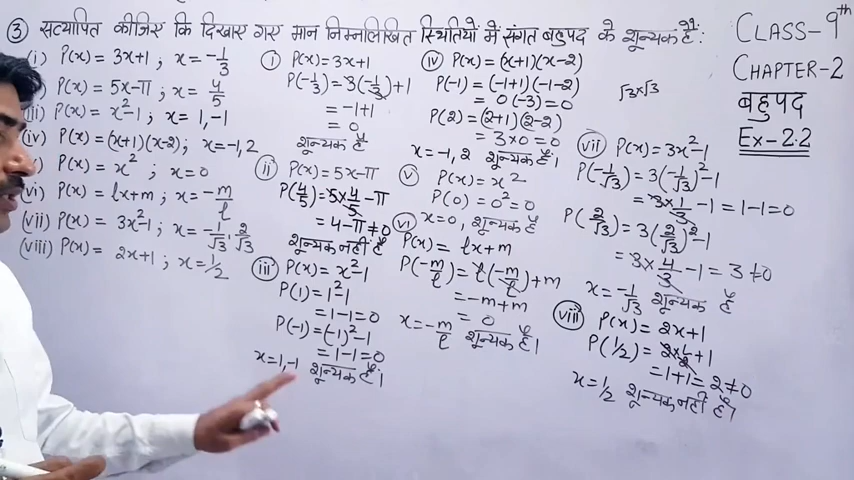 ③ सत्यापित कीजिए कि दिखाए गए मान निम्नलिखित स्थितियों में संगत बहुपद के शून्यक हैं:
(i) P(x) = 3x+1 , x = -1/3
P(x) = 5x-π ; x = 4/5
(iii) P(x) = x²-1 ; x = 1,-1
(iv) P(x) = (x+1)(x-2); x = -1,2
P(x) = x² ; x = 0
(vi) P(x) = lx+m ; x = -m/l
(vii) P(x) = 3x²-1 ; x = -1/√3, 2/√3
(viii) P(x) = 2x+1 ; x = 1/2
(i) P(x) = 3x+1
P(-1/3) = 3(-1/3)+1
= -1+1
= 0
शून्यक है
(ii) P(x) = 5x-π
P(4/5) = 5×4/5-π
= 4-π≠0
शून्यक नहीं है
(iii) P(x) = x²-1
P(1) = 1²-1
= 1-1=0
P(-1) = (-1)²-1
= 1-1=0
x=1,-1 शून्यक हैं।
(iv) P(x) = (x+1)(x-2)
P(-1) = (-1+1)(-1-2)
= 0(-3)=0
P(2) = (2+1)(2-2)
= 3×0=0
x=-1,2 शून्यक हैं।
(v) P(x) = x²
P(0) = 0²=0
x=0, शून्यक है
(vi) P(x) = lx+m
P(-m/l) = l(-m/l)+m
= -m+m
= 0
x=-m/l शून्यक है।
√3×√3
(vii) P(x) = 3x²-1
P(-1/√3) = 3(-1/√3)²-1
= 3×1/3-1 = 1-1=0
P(2/√3) = 3(2/√3)²-1
= 3×4/3-1 = 3≠0
x=-1/√3 शून्यक है
(viii) P(x) = 2x+1
P(1/2) = 2×1/2+1
= 1+1=2≠0
x=1/2 शून्यक नहीं है।
CLASS-9th
CHAPTER-2
बहुपद
Ex-2.2